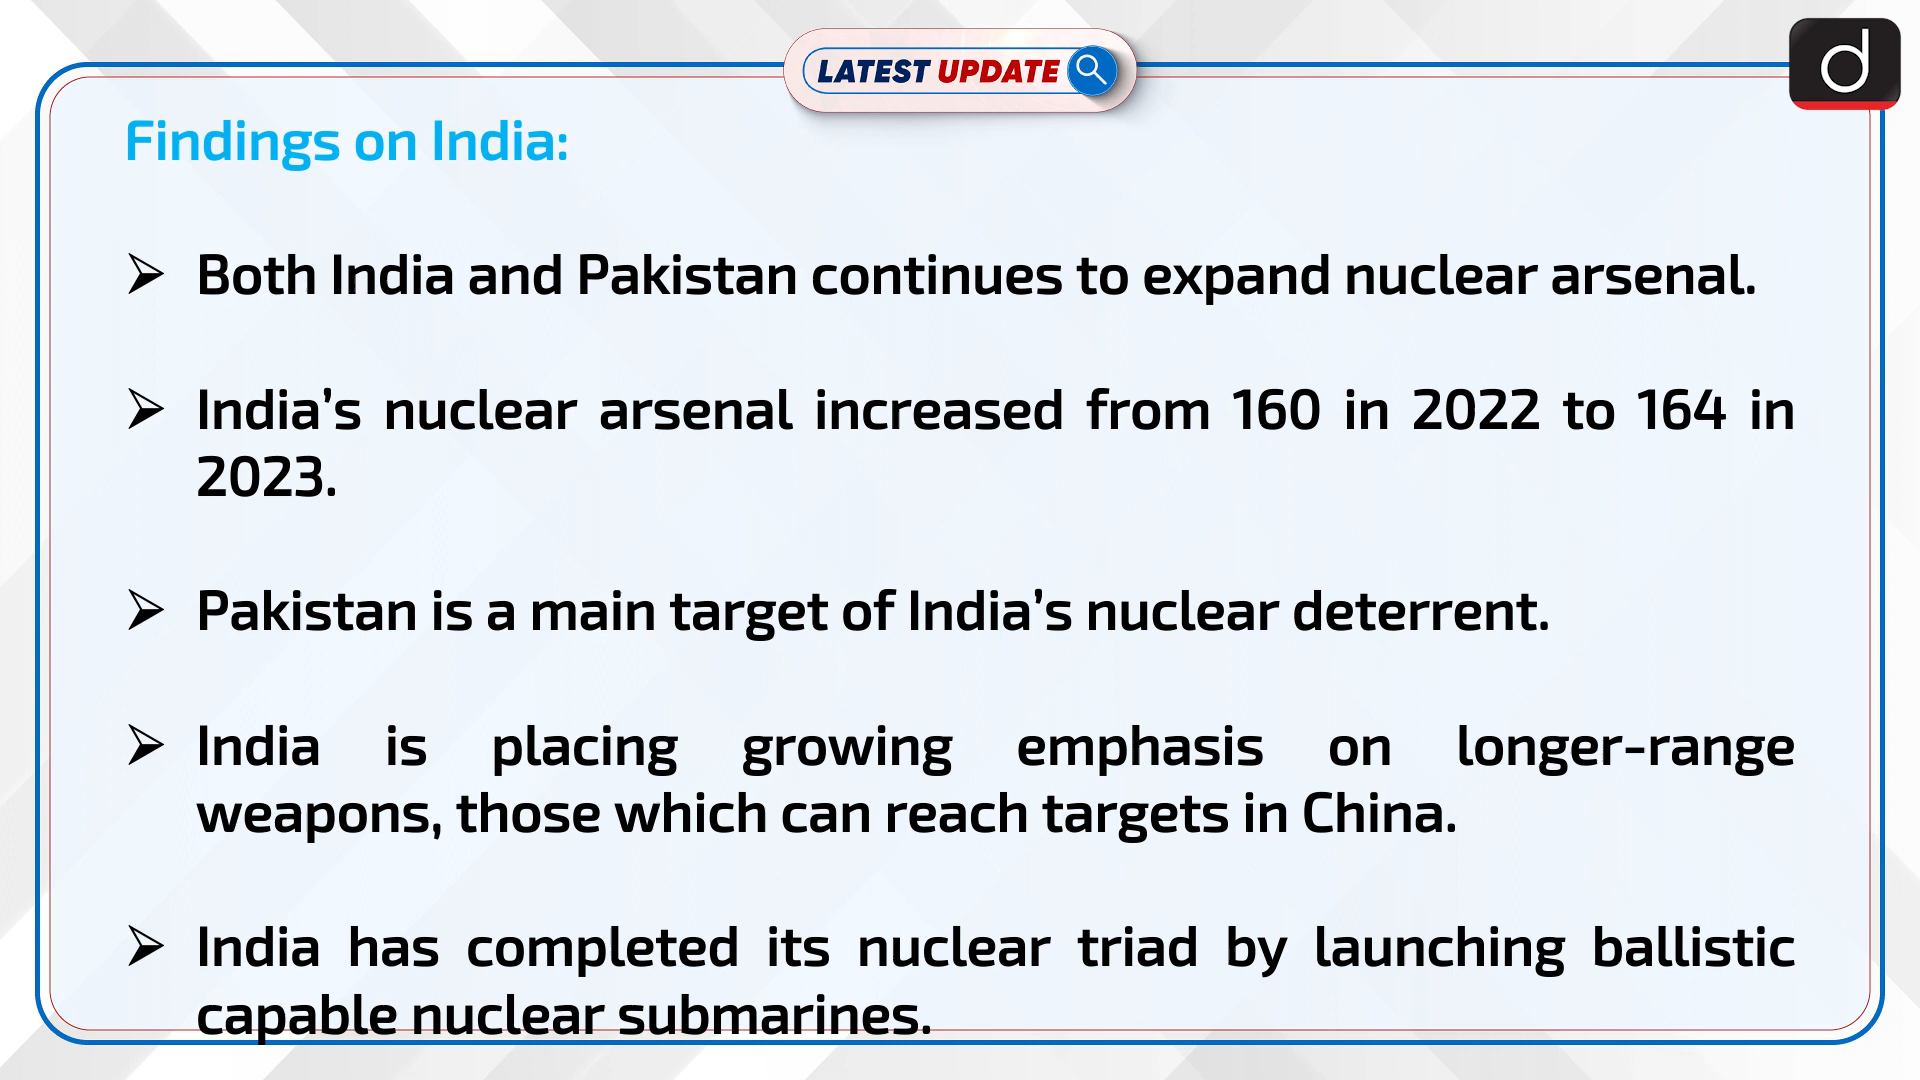 LATEST UPDATE
d
Findings on India:
➢ Both India and Pakistan continues to expand nuclear arsenal.
➢ India’s nuclear arsenal increased from 160 in 2022 to 164 in
2023.
➢ Pakistan is a main target of India’s nuclear deterrent.
➢ India is placing growing emphasis on longer-range
weapons, those which can reach targets in China.
➢ India has completed its nuclear triad by launching ballistic
capable nuclear submarines.